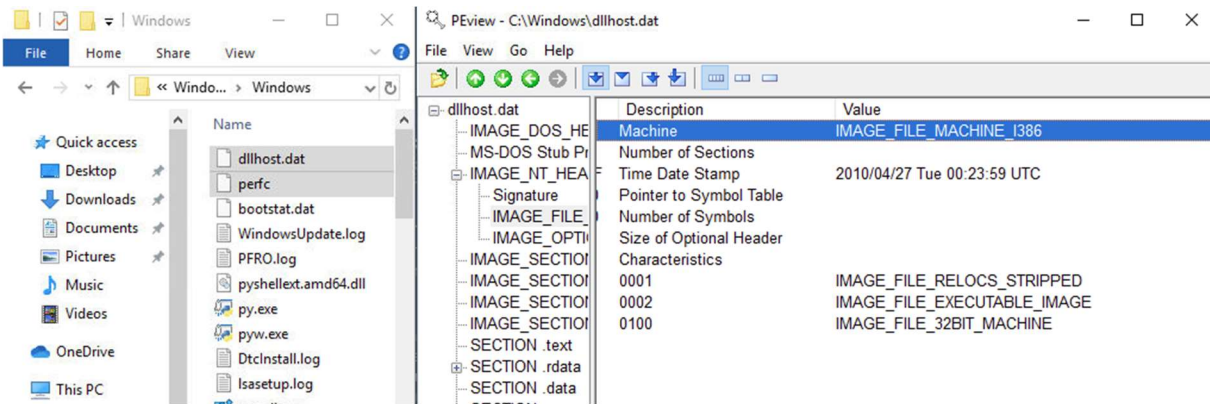 Windows
File Home Share View
« Windo... > Windows
Name
Quick access
Desktop
Downloads
Documents
Pictures
Music
Videos
OneDrive
This PC
dllhost.dat
perfc
bootstat.dat
WindowsUpdate.log
PFRO.log
pyshellext.amd64.dll
py.exe
pyw.exe
DtcInstall.log
lsasetup.log
PEview - C:\Windows\dllhost.dat
File View Go Help
dllhost.dat
IMAGE_DOS_HE
MS-DOS Stub Pr
IMAGE_NT_HEA
Signature
IMAGE_FILE_
IMAGE_OPTI
IMAGE_SECTION
IMAGE_SECTION
IMAGE_SECTION
IMAGE_SECTION
SECTION .text
SECTION .rdata
SECTION .data
Description Value
Machine IMAGE_FILE_MACHINE_I386
Number of Sections
Time Date Stamp 2010/04/27 Tue 00:23:59 UTC
Pointer to Symbol Table
Number of Symbols
Size of Optional Header
Characteristics
0001 IMAGE_FILE_RELOCS_STRIPPED
0002 IMAGE_FILE_EXECUTABLE_IMAGE
0100 IMAGE_FILE_32BIT_MACHINE